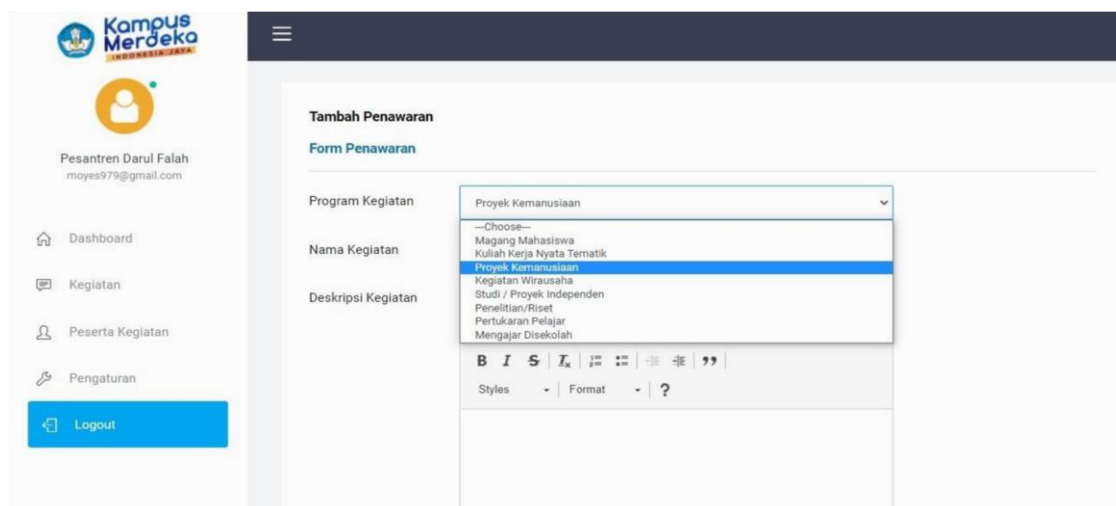 Kampus
Merdeka
INDONESIA JAYA
Pesantren Darul Falah
moyes979@gmail.com
Dashboard
Kegiatan
Peserta Kegiatan
Pengaturan
Logout
Tambah Penawaran
Form Penawaran
Program Kegiatan
Proyek Kemanusiaan
---Choose---
Magang Mahasiswa
Kuliah Kerja Nyata Tematik
Proyek Kemanusiaan
Kegiatan Wirausaha
Studi / Proyek Independen
Penelitian/Riset
Pertukaran Pelajar
Mengajar Disekolah
Nama Kegiatan
Deskripsi Kegiatan
B I S Ix
Styles Format ?